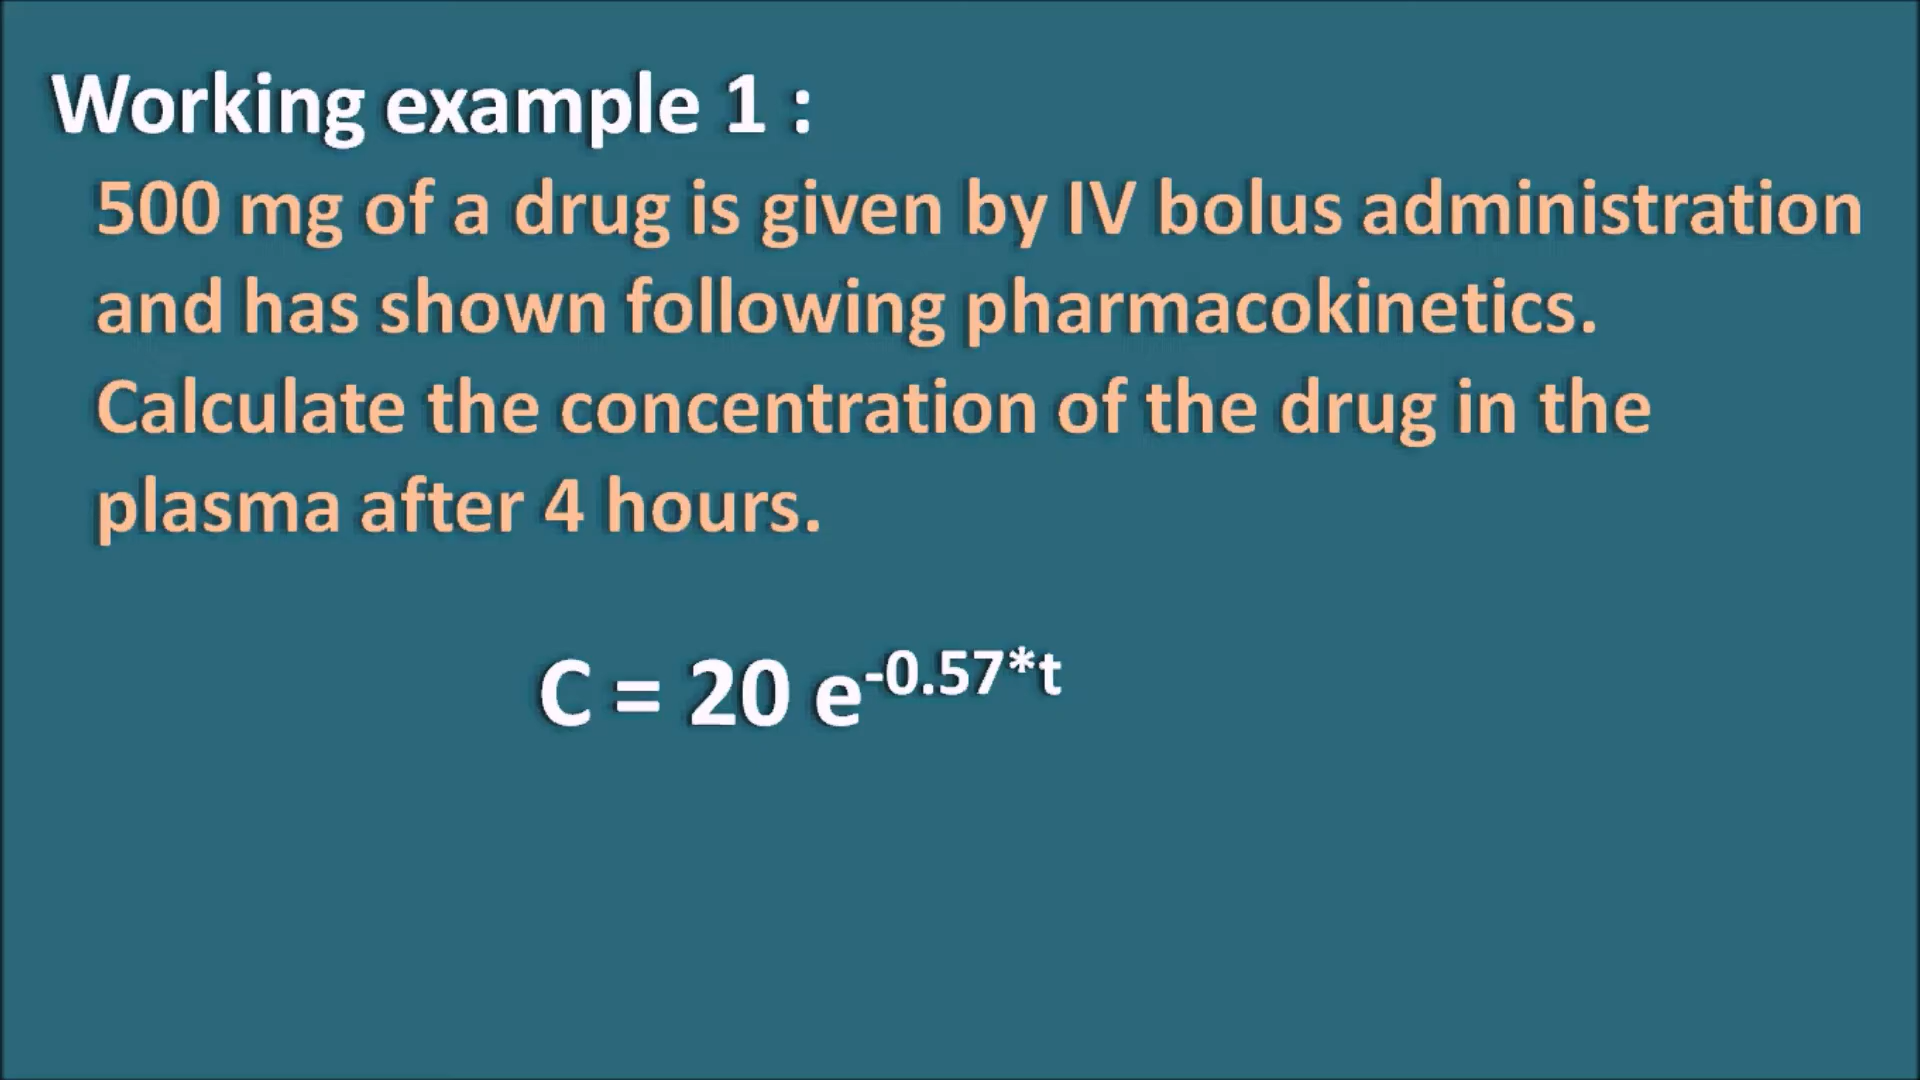 Working example 1 :
500 mg of a drug is given by IV bolus administration
and has shown following pharmacokinetics.
Calculate the concentration of the drug in the
plasma after 4 hours.
C = 20 e^-0.57*t